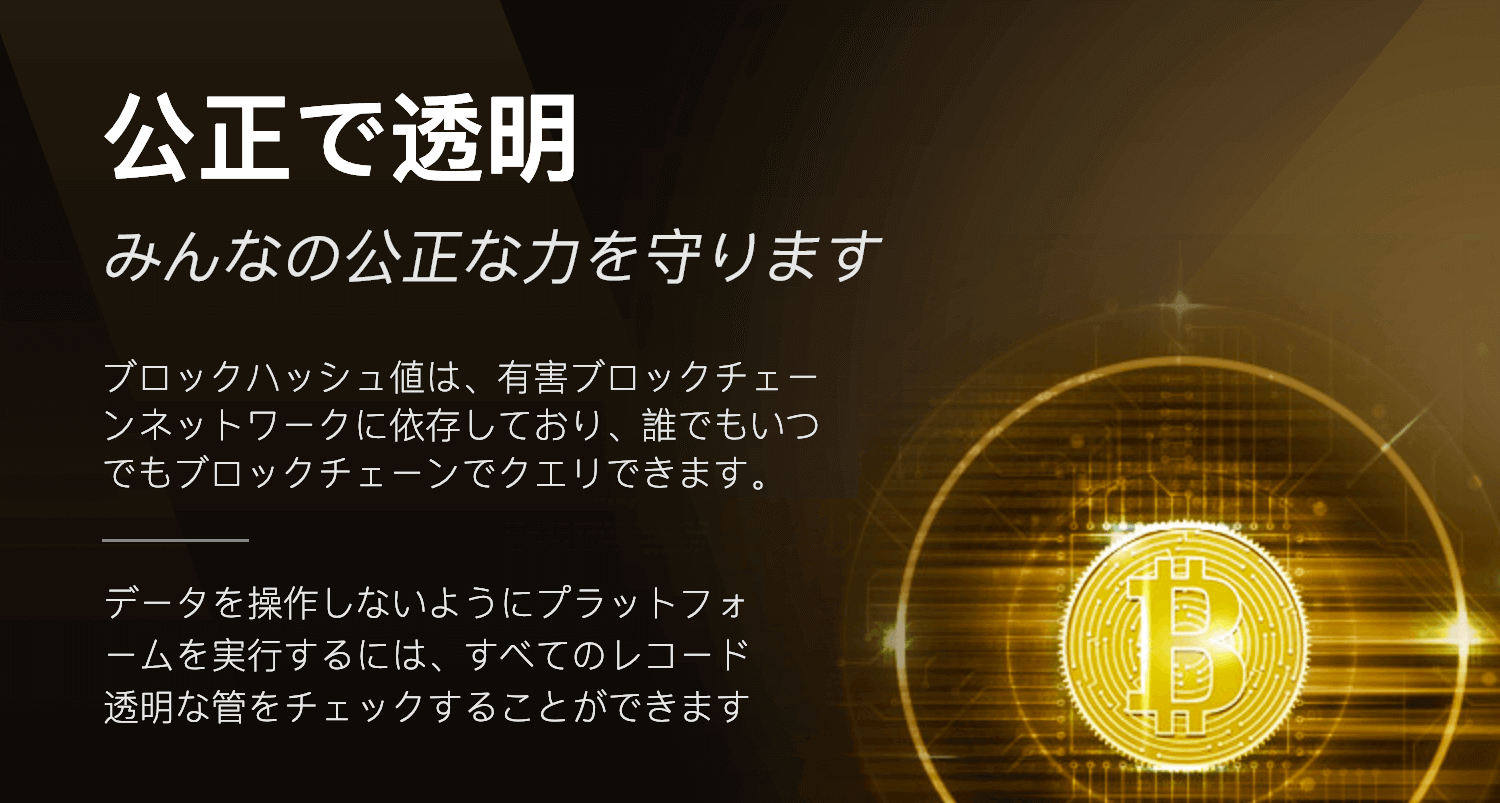 公正で透明
みんなの公正な力を守ります
ブロックハッシュ値は、有害ブロックチェー
ンネットワークに依存しており、誰でもいつ
でもブロックチェーンでクエリできます。
データを操作しないようにプラットフォ
ームを実行するには、すべてのレコード
透明な管をチェックすることができます